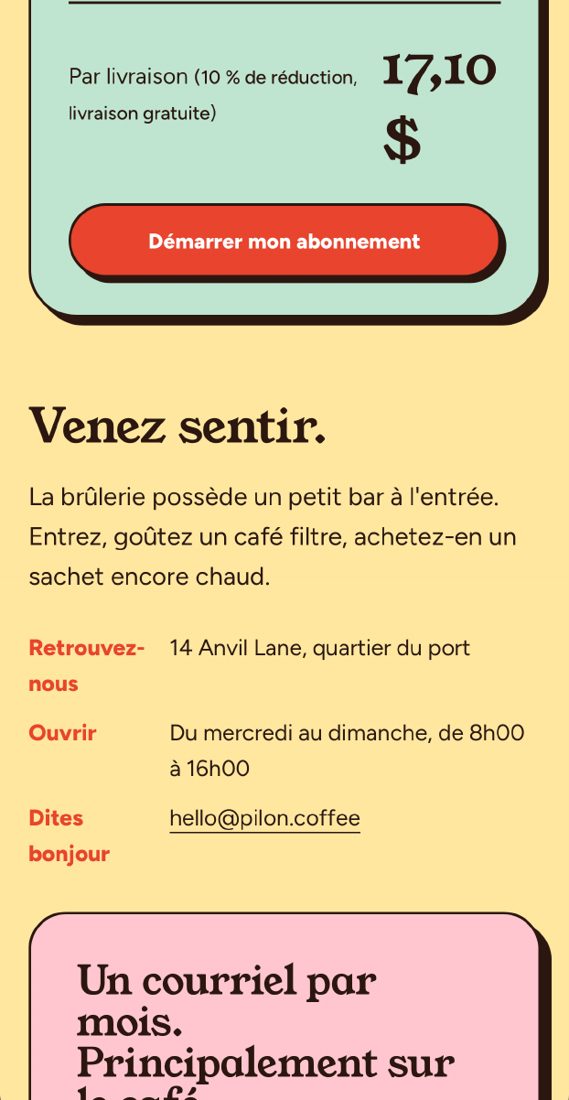 Par livraison (10 % de réduction,
livraison gratuite)
17,10
$
Démarrer mon abonnement
Venez sentir.
La brûlerie possède un petit bar à l'entrée.
Entrez, goûtez un café filtre, achetez-en un
sachet encore chaud.
Retrouvez-
nous
14 Anvil Lane, quartier du port
Ouvrir
Du mercredi au dimanche, de 8h00
à 16h00
Dites
bonjour
hello@pilon.coffee
Un courriel par
mois.
Principalement sur
le café